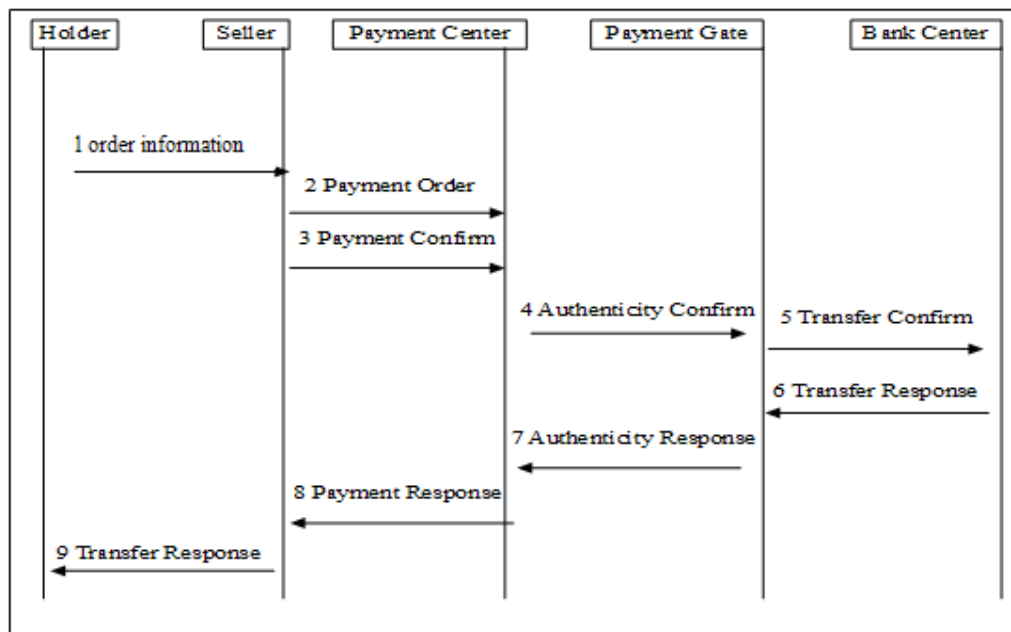 Holder
Seller
Payment Center
Payment Gate
Bank Center
1 order information
2 Payment Order
3 Payment Confirm
4 Authenticity Confirm
5 Transfer Confirm
6 Transfer Response
7 Authenticity Response
8 Payment Response
9 Transfer Response